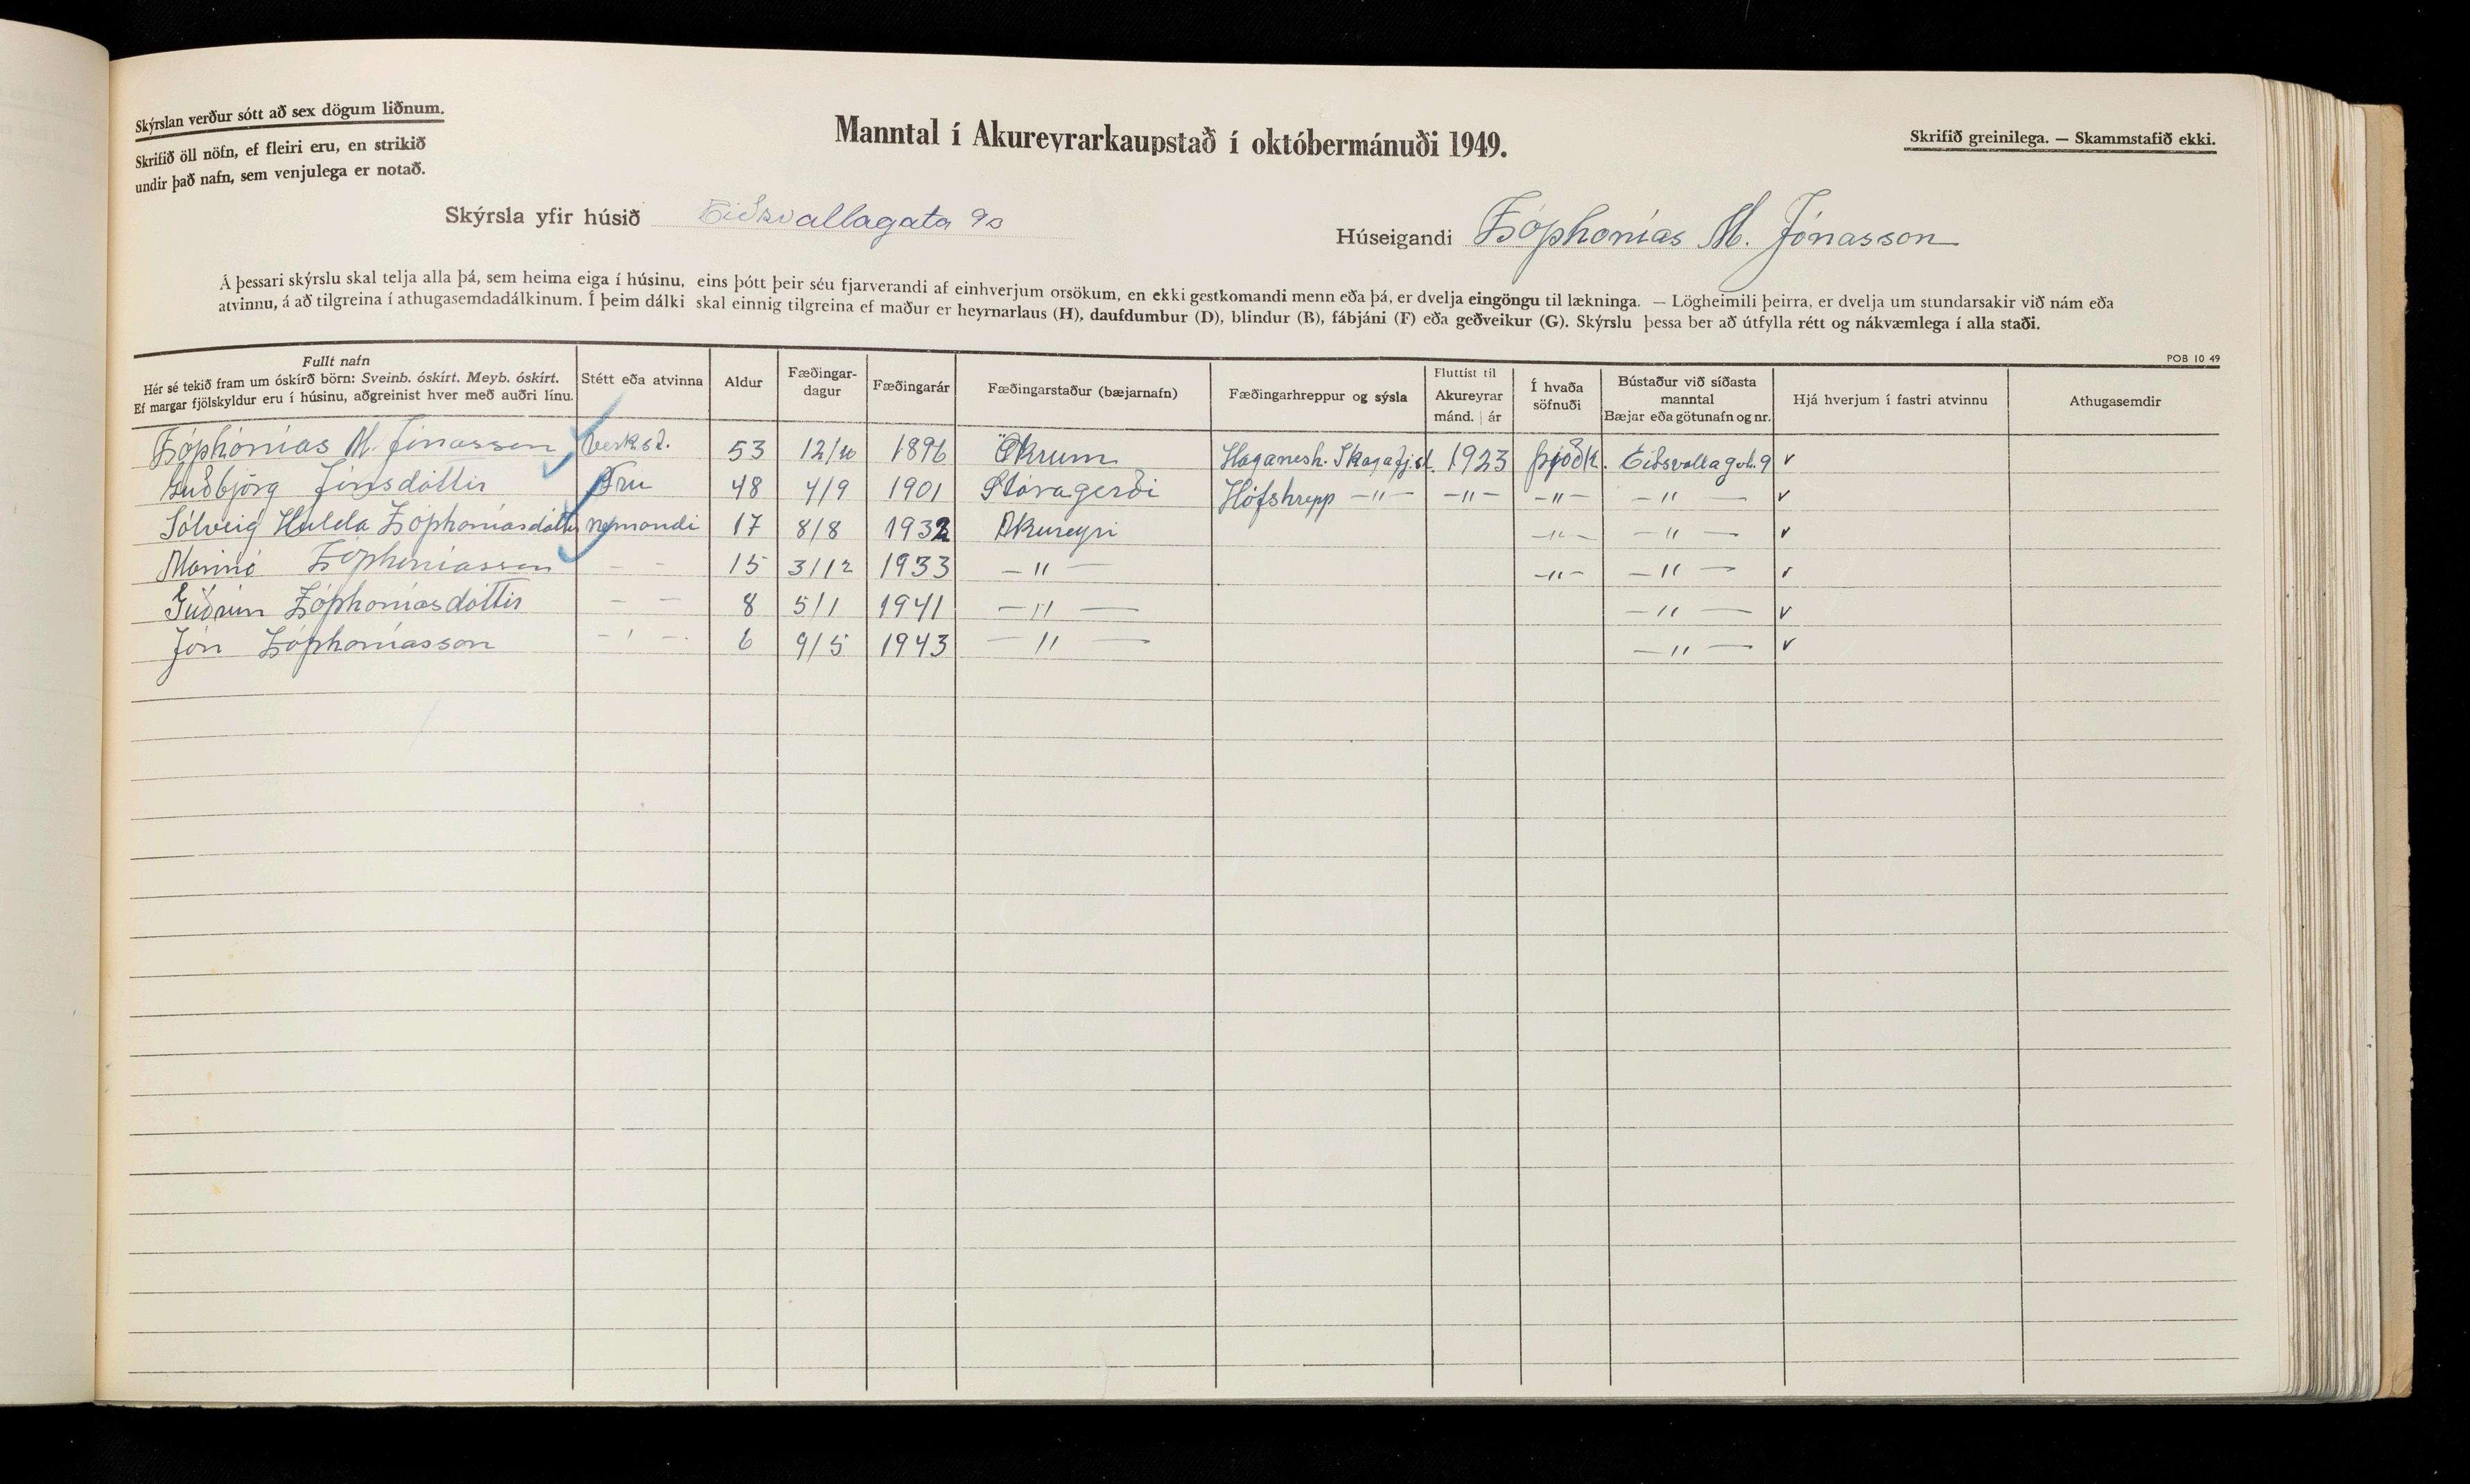 Skýrslan verður sótt að sex dögum liðnum.
Skrifið öll nöfn, ef fleiri eru, en strikið
undir það nafn, sem venjulega er notað.
Manntal í Akureyrarkaupstað í októbermánuði 1949.
Skrifið greinilega. — Skammstafið ekki.
Skýrsla yfir húsið Eiðsvallagata 9
Húseigandi Zóphonías M. Jónasson
Á þessari skýrslu skal telja alla þá, sem heima eiga í húsinu, eins þótt þeir séu fjarverandi af einhverjum orsökum, en ekki gestkomandi menn eða þá, er dvelja eingöngu til lækninga. — Lögheimili þeirra, er dvelja um stundarsakir við nám eða
atvinnu, á að tilgreina í athugasemdadálkinum. Í þeim dálki skal einnig tilgreina ef maður er heyrnarlaus (H), daufdumbur (D), blindur (B), fábjáni (F) eða geðveikur (G). Skýrslu þessa ber að útfylla rétt og nákvæmlega í alla staði.
POB 10 49
Fullt nafn
Hér sé tekið fram um óskírð börn: Sveinb. óskírt. Meyb. óskírt.
Ef margar fjölskyldur eru í húsinu, aðgreinist hver með auðri línu.
Stétt eða atvinna
Aldur
Fæðingar-
dagur
Fæðingarár
Fæðingarstaður (bæjarnafn)
Fæðingarhreppur og sýsla
Fluttist til
Akureyrar
mánd. | ár
Í hvaða
söfnuði
Bústaður við síðasta
manntal
Bæjar eða götunafn og nr.
Hjá hverjum í fastri atvinnu
Athugasemdir
Zóphónías M. Jónasson verkst. 53 12/10 1896 Ökrum Haganesh. Skagafj.s. 1923 þjóðk. Eiðsvallagöt. 9 v
Guðbjörg Jónsdóttir Frú 48 4/9 1901 Stóragerði Hófshrepp —"— —"— —"— —"— v
Sólveig Hulda Zóphoníasdóttir nemandi 17 8/8 1932 Akureyri —"— —"— v
Marinó Zóphoníasson — — 15 3/12 1933 —"— —"— —"— v
Guðrún Zóphoníasdóttir — — 8 5/1 1941 —"— —"— v
Jón Zóphoníasson — ' — 6 9/5 1943 —"— —"— v